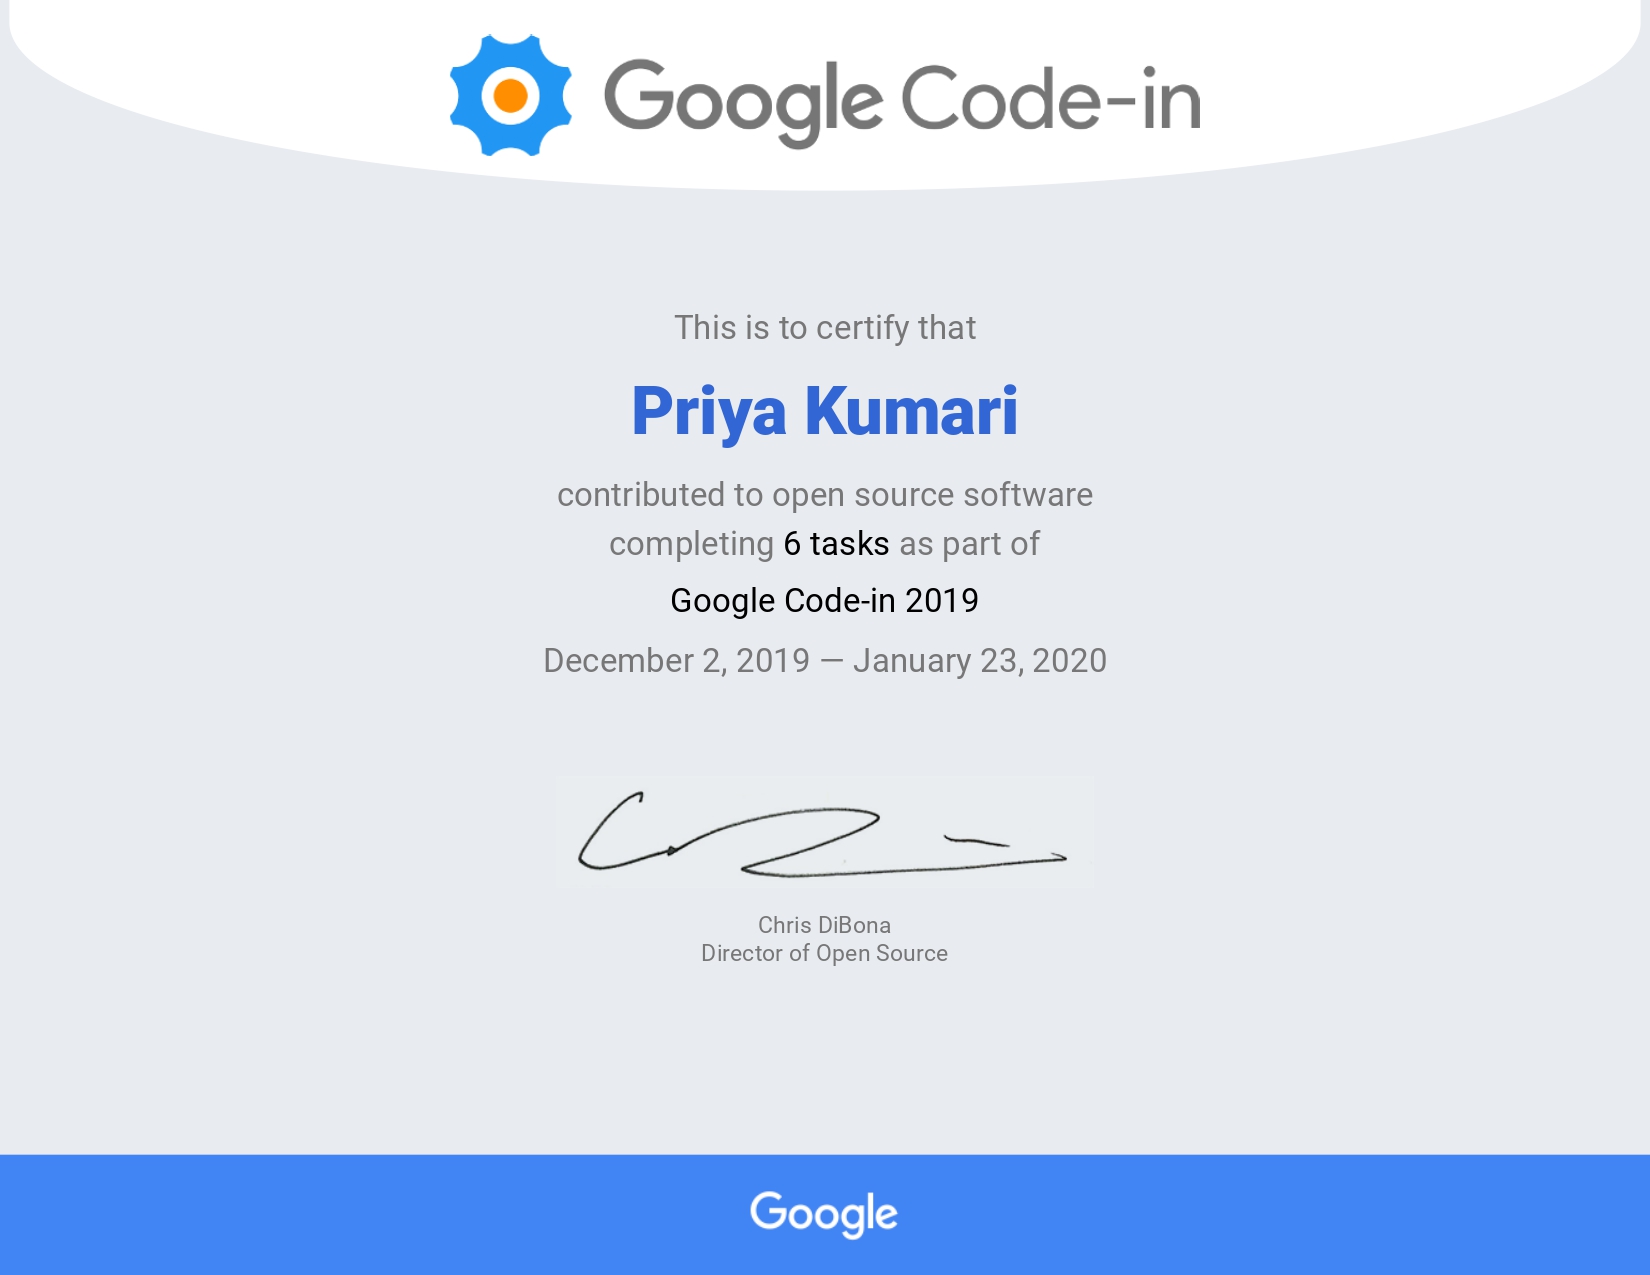 Google Code-in
This is to certify that
Priya Kumari
contributed to open source software
completing 6 tasks as part of
Google Code-in 2019
December 2, 2019 — January 23, 2020
Chris DiBona
Director of Open Source
Google